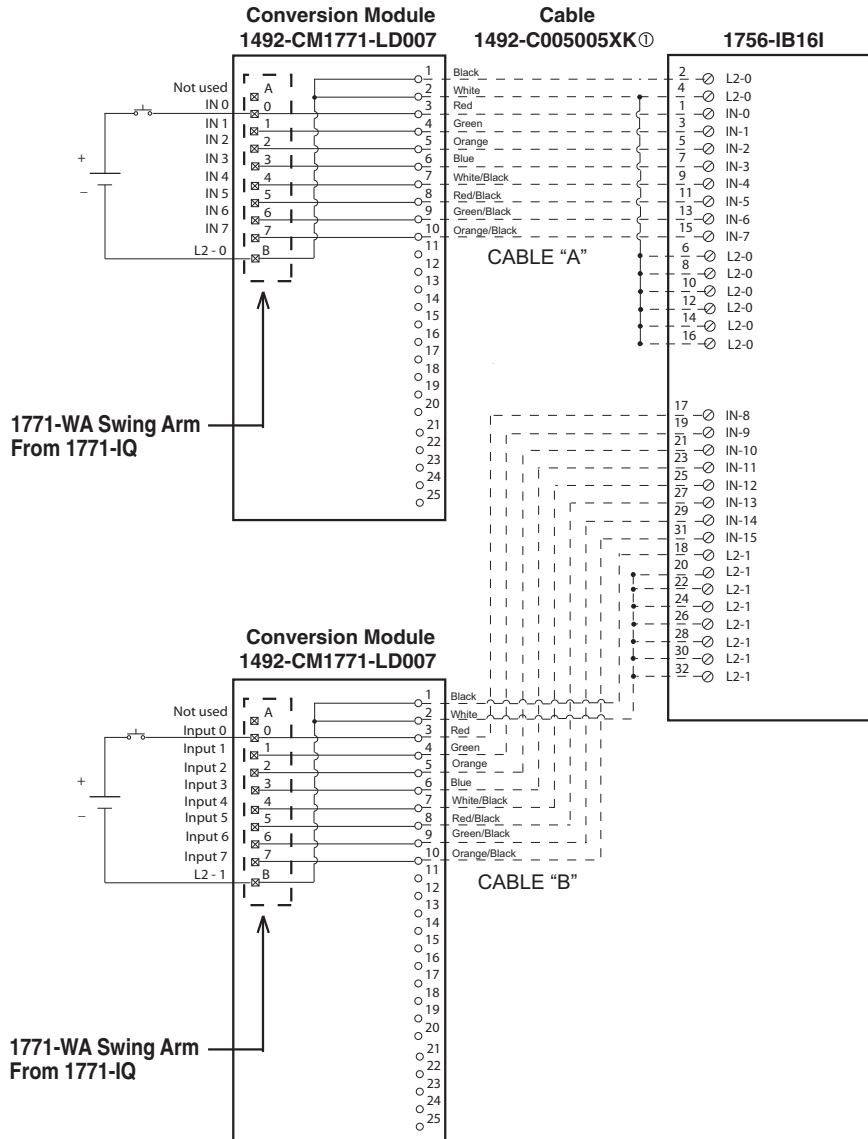 Conversion Module
1492-CM1771-LD007
Cable
1492-C005005XK①
1756-IB16I
Not used A 1 Black 2 L2-0
IN 0 0 2 White 4 L2-0
IN 1 1 3 Red 1 IN-0
IN 2 2 4 Green 3 IN-1
IN 3 3 5 Orange 5 IN-2
IN 4 4 6 Blue 7 IN-3
IN 5 5 7 White/Black 9 IN-4
IN 6 6 8 Red/Black 11 IN-5
IN 7 7 9 Green/Black 13 IN-6
L2 - 0 B 10 Orange/Black 15 IN-7
+
–
11
12
13
14
15
16
17
18
19
20
21
22
23
24
25
CABLE "A"
6 L2-0
8 L2-0
10 L2-0
12 L2-0
14 L2-0
16 L2-0
1771-WA Swing Arm
From 1771-IQ
17 IN-8
19 IN-9
21 IN-10
23 IN-11
25 IN-12
27 IN-13
29 IN-14
31 IN-15
18 L2-1
20 L2-1
22 L2-1
24 L2-1
26 L2-1
28 L2-1
30 L2-1
32 L2-1
Conversion Module
1492-CM1771-LD007
Not used A 1 Black
Input 0 0 2 White
Input 1 1 3 Red
Input 2 2 4 Green
Input 3 3 5 Orange
Input 4 4 6 Blue
Input 5 5 7 White/Black
Input 6 6 8 Red/Black
Input 7 7 9 Green/Black
L2 - 1 B 10 Orange/Black
+
–
11
12
13
14
15
16
17
18
19
20
21
22
23
24
25
CABLE "B"
1771-WA Swing Arm
From 1771-IQ